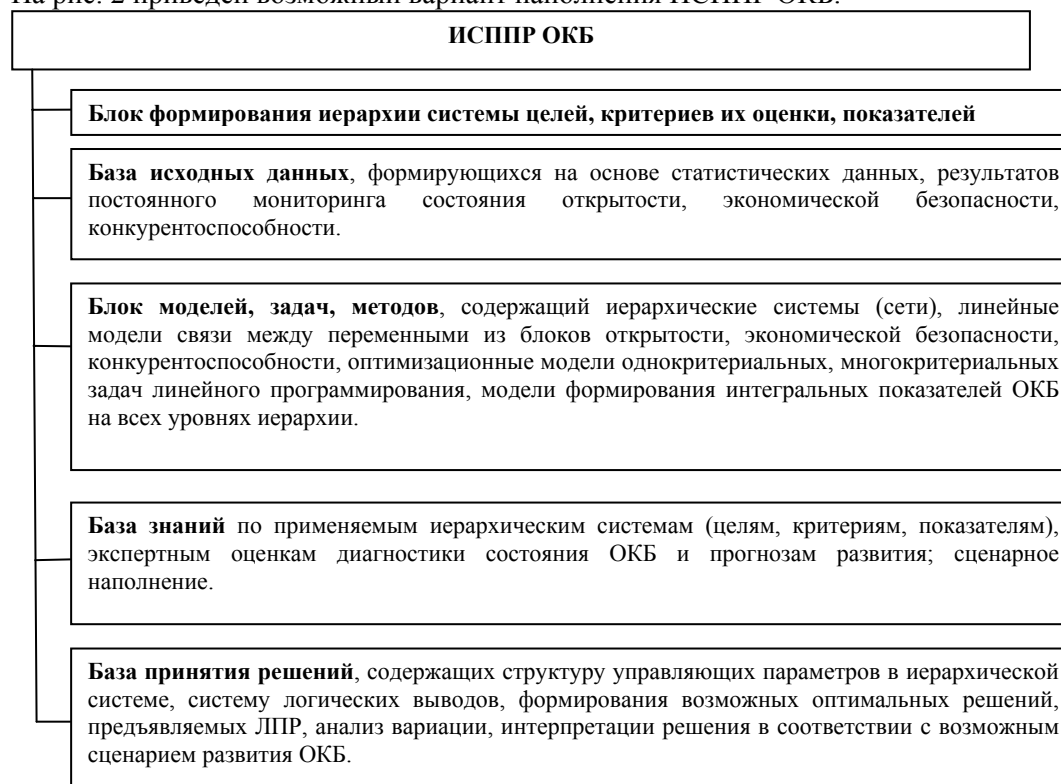 На рис. 2 приведен возможный вариант наполнения ИСППР ОКБ.
ИСППР ОКБ
Блок формирования иерархии системы целей, критериев их оценки, показателей
База исходных данных, формирующихся на основе статистических данных, результатов
постоянного мониторинга состояния открытости, экономической безопасности,
конкурентоспособности.
Блок моделей, задач, методов, содержащий иерархические системы (сети), линейные
модели связи между переменными из блоков открытости, экономической безопасности,
конкурентоспособности, оптимизационные модели однокритериальных, многокритериальных
задач линейного программирования, модели формирования интегральных показателей ОКБ
на всех уровнях иерархии.
База знаний по применяемым иерархическим системам (целям, критериям, показателям),
экспертным оценкам диагностики состояния ОКБ и прогнозам развития; сценарное
наполнение.
База принятия решений, содержащих структуру управляющих параметров в иерархической
системе, систему логических выводов, формирования возможных оптимальных решений,
предъявляемых ЛПР, анализ вариации, интерпретации решения в соответствии с возможным
сценарием развития ОКБ.